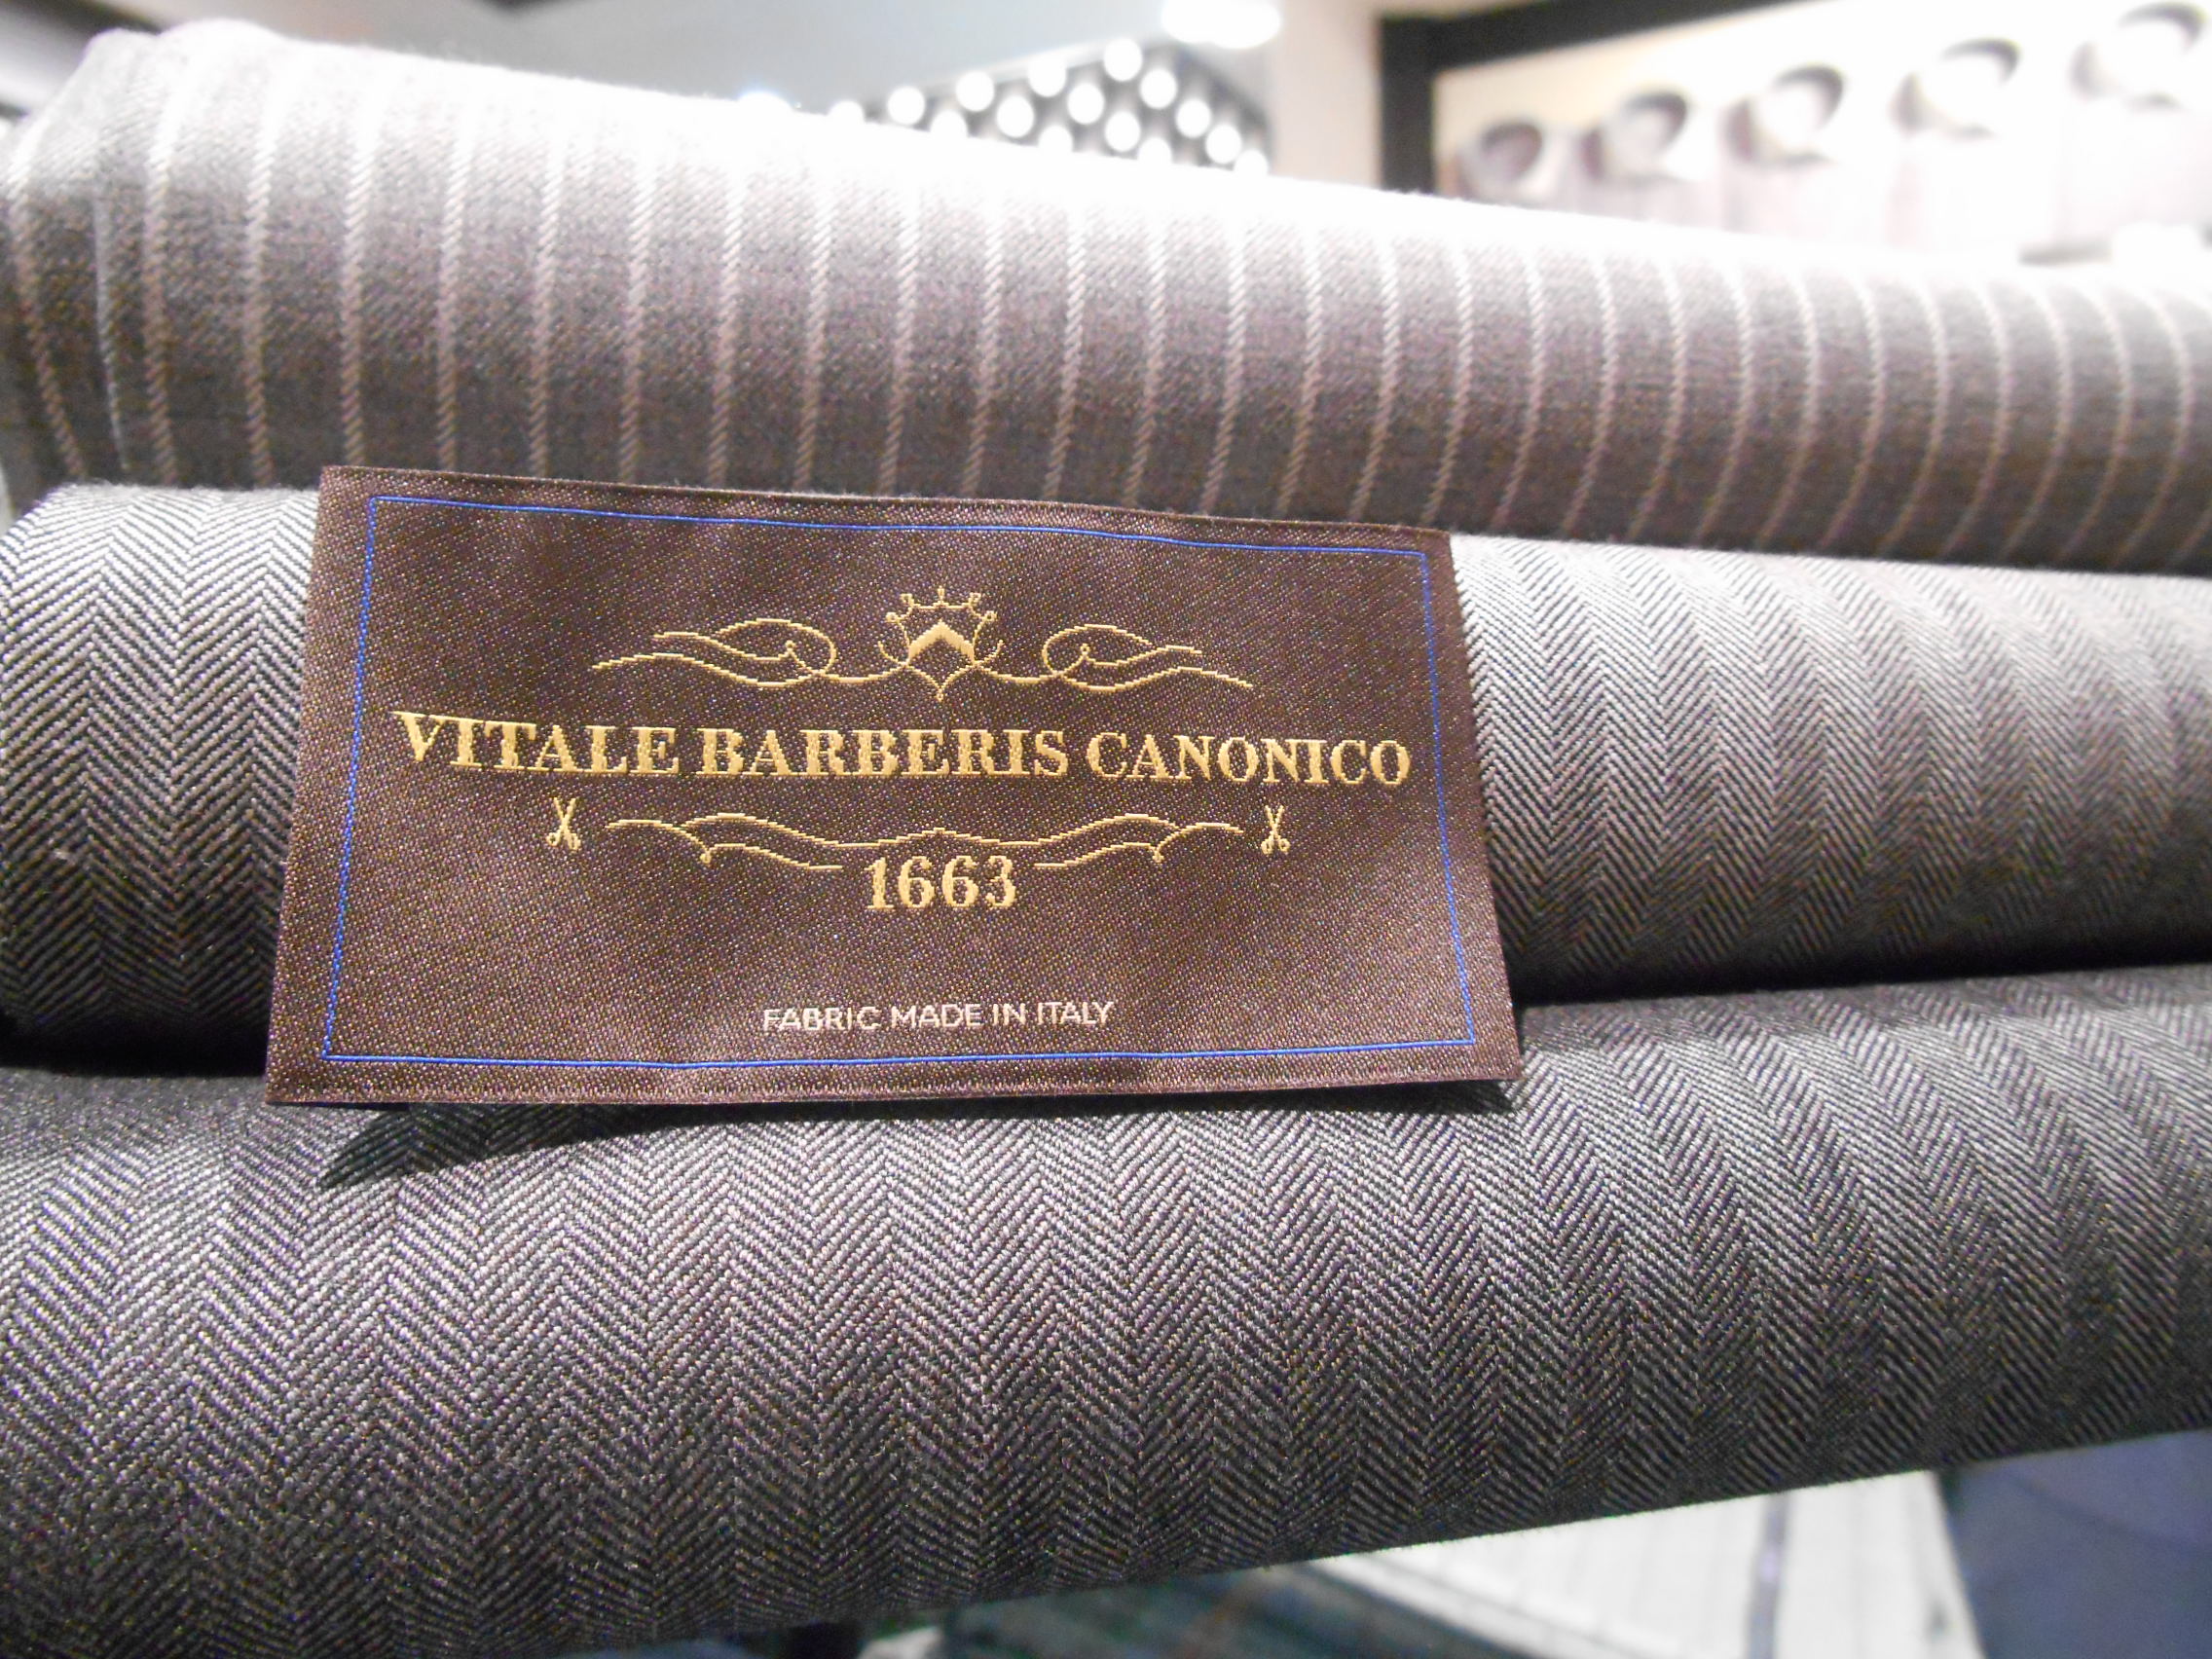 VITALE BARBERIS CANONICO
1663
FABRIC MADE IN ITALY